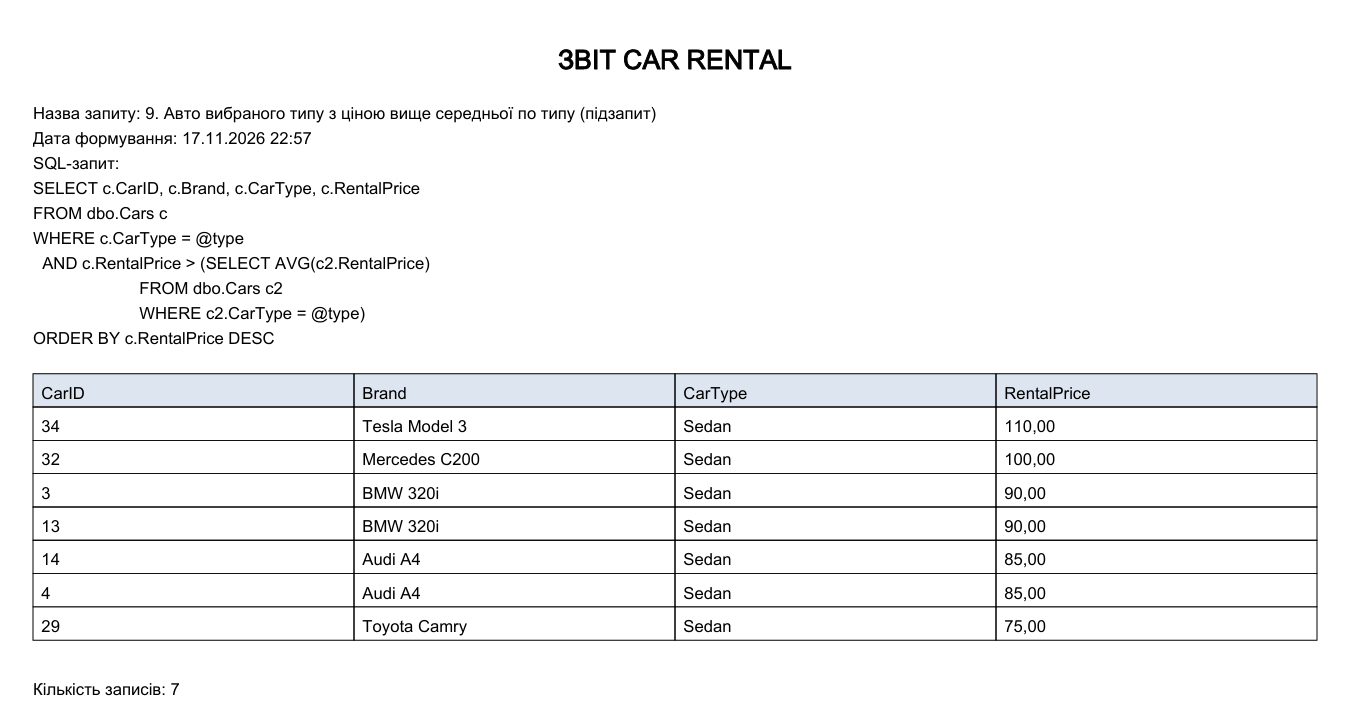 ЗВІТ CAR RENTAL
Назва запиту: 9. Авто вибраного типу з ціною вище середньої по типу (підзапит)
Дата формування: 17.11.2026 22:57
SQL-запит:
SELECT c.CarID, c.Brand, c.CarType, c.RentalPrice
FROM dbo.Cars c
WHERE c.CarType = @type
AND c.RentalPrice > (SELECT AVG(c2.RentalPrice)
FROM dbo.Cars c2
WHERE c2.CarType = @type)
ORDER BY c.RentalPrice DESC
CarID Brand CarType RentalPrice
34 Tesla Model 3 Sedan 110,00
32 Mercedes C200 Sedan 100,00
3 BMW 320i Sedan 90,00
13 BMW 320i Sedan 90,00
14 Audi A4 Sedan 85,00
4 Audi A4 Sedan 85,00
29 Toyota Camry Sedan 75,00
Кількість записів: 7